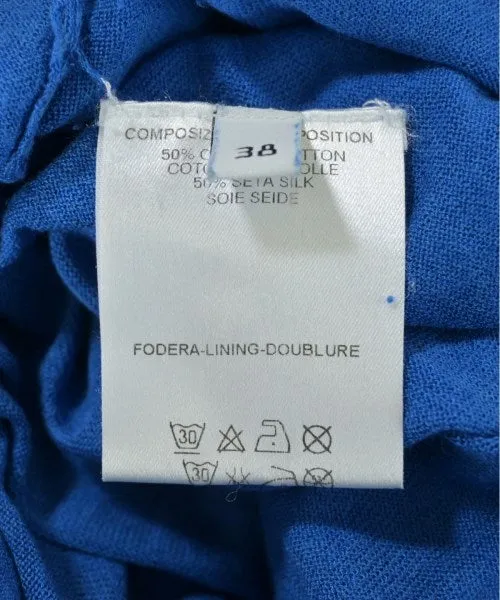 COMPOSIZ POSITION
38
50% C TTON
COTO OLLE
50% SETA SILK
SOIE SEIDE
FODERA-LINING-DOUBLURE
30
30